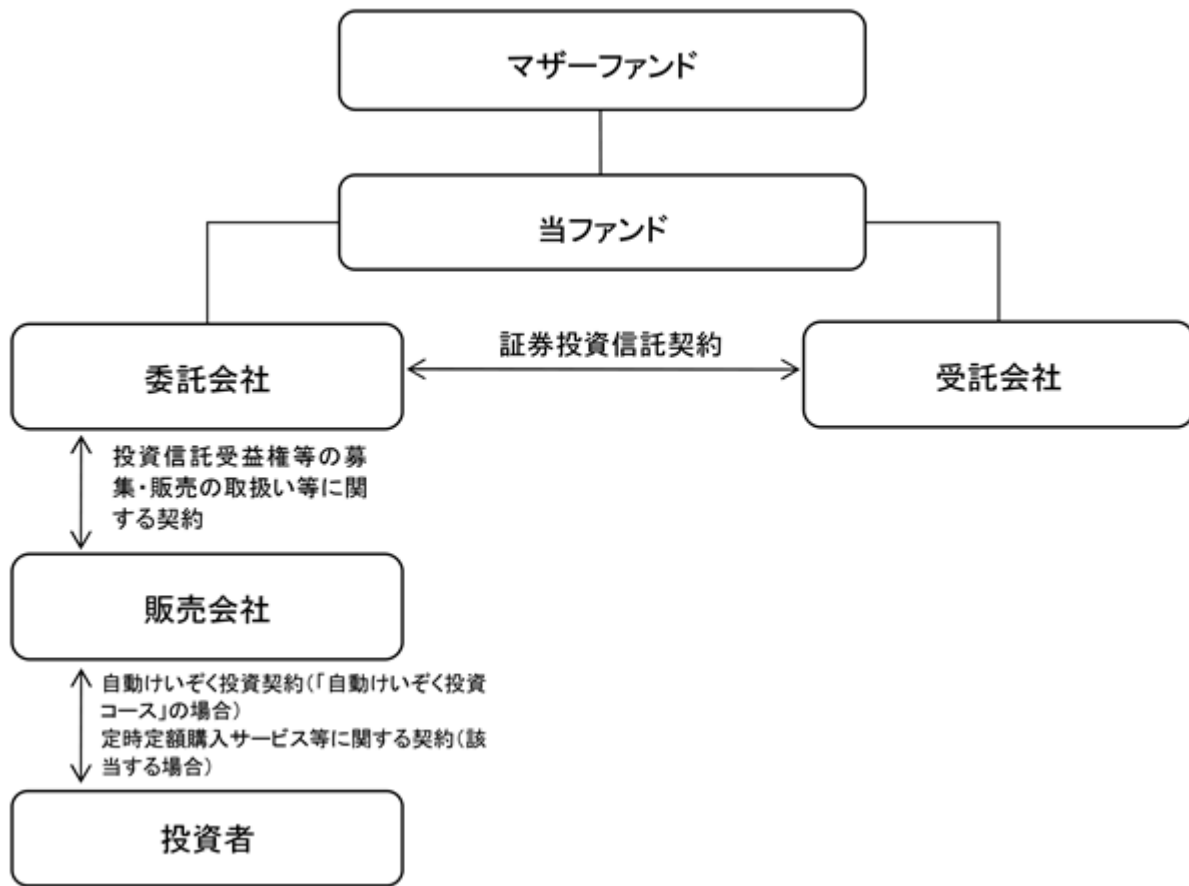 マザーファンド
当ファンド
委託会社
証券投資信託契約
受託会社
投資信託受益権等の募
集・販売の取扱い等に関
する契約
販売会社
自動けいぞく投資契約(「自動けいぞく投資
コース」の場合)
定時定額購入サービス等に関する契約(該
当する場合)
投資者